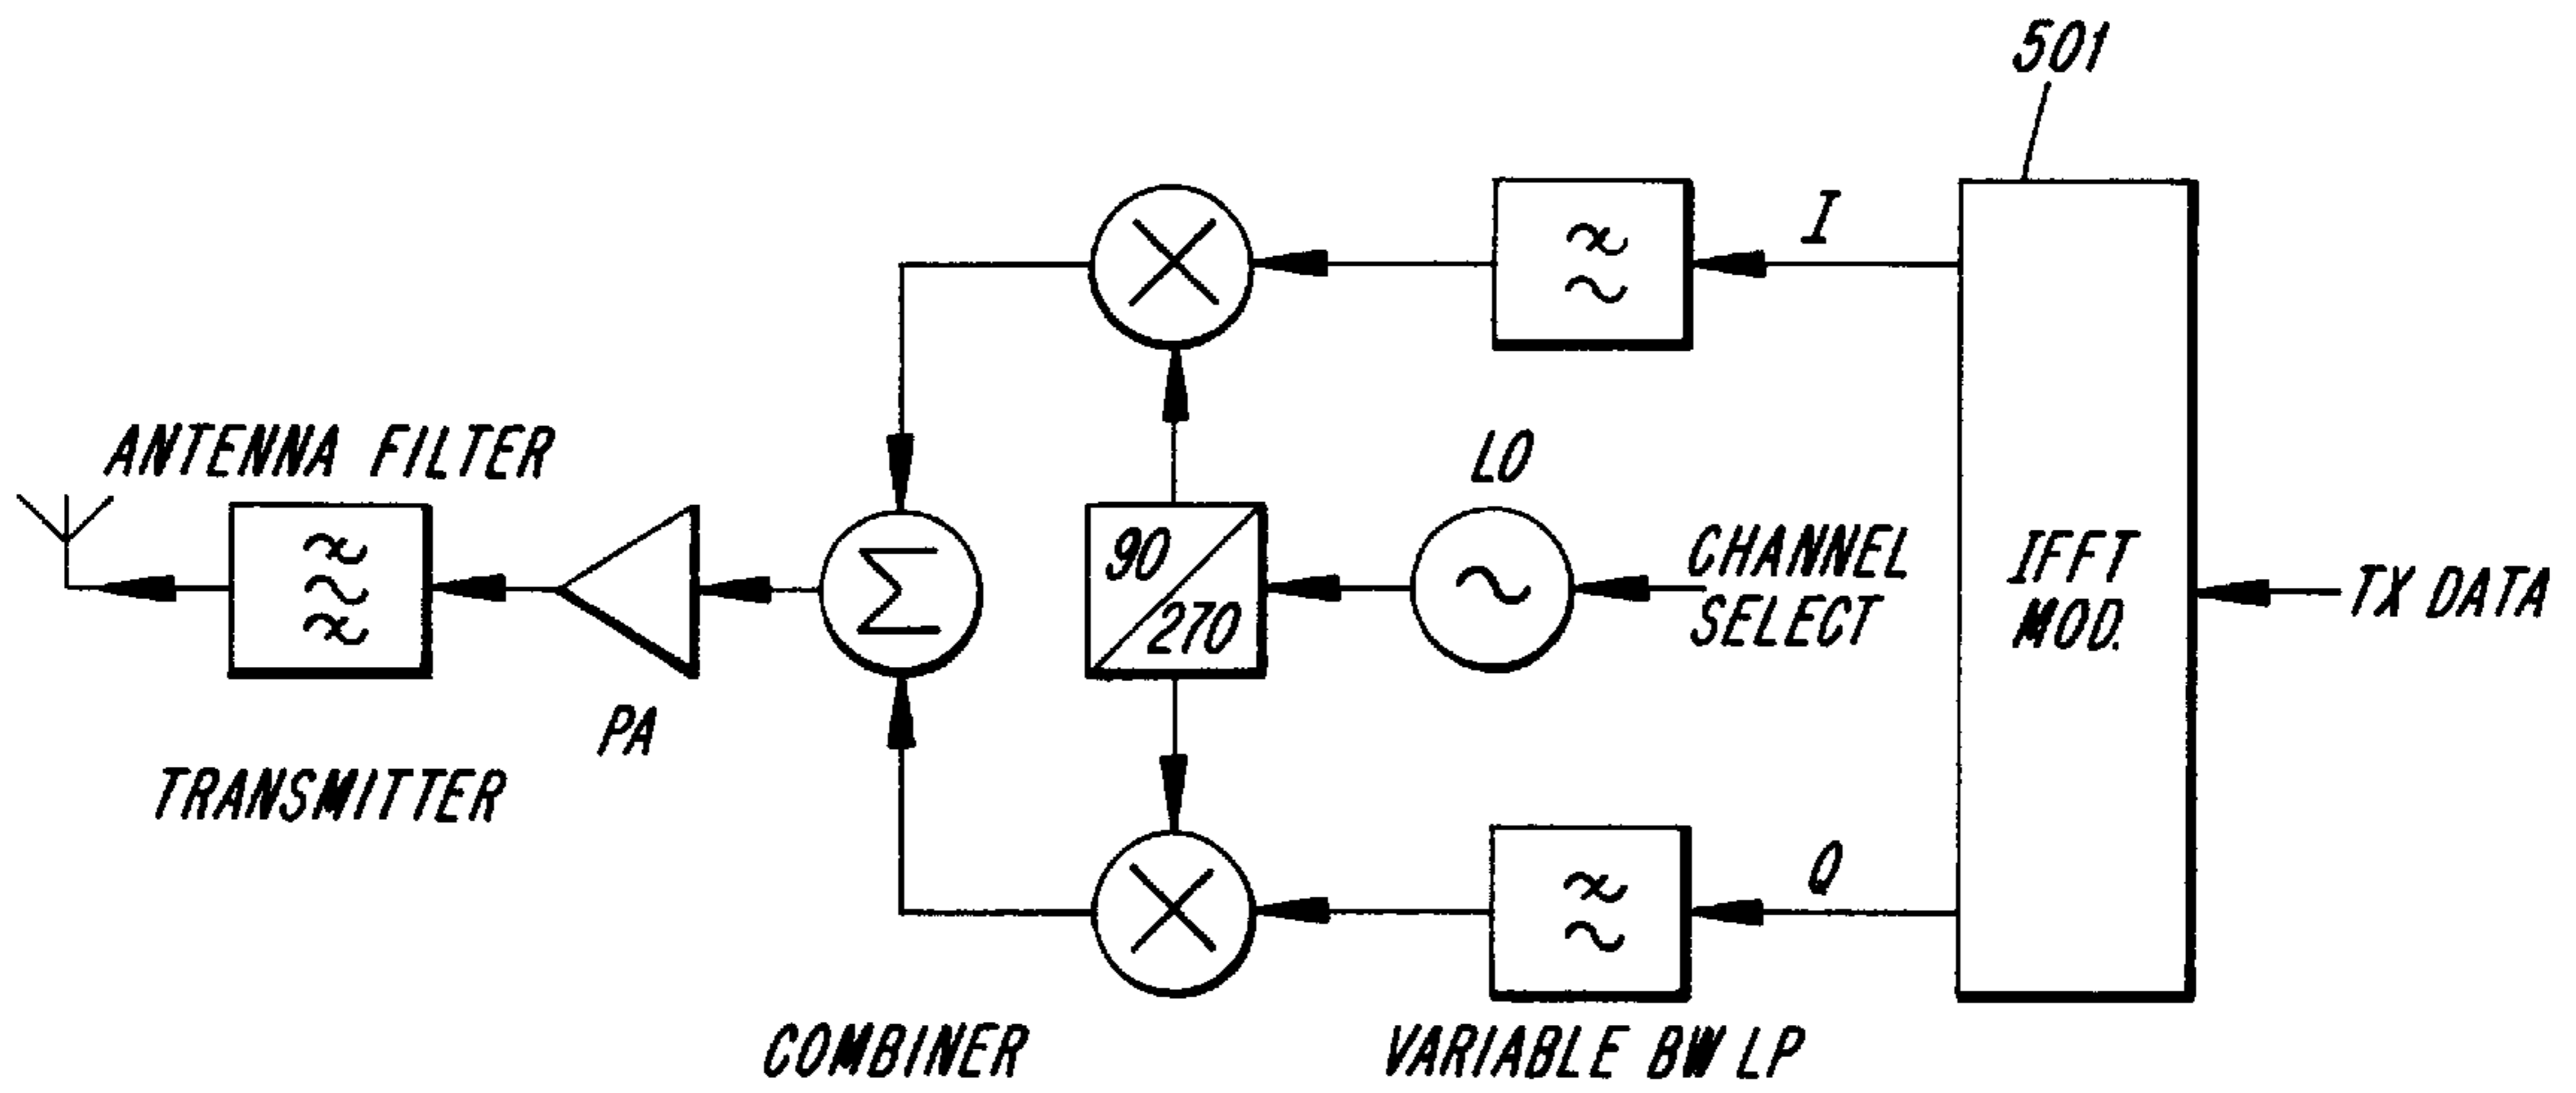 501
I
ANTENNA FILTER
LO
CHANNEL
SELECT
90
270
Σ
IFFT
MOD.
TX DATA
PA
TRANSMITTER
Q
COMBINER
VARIABLE BW LP